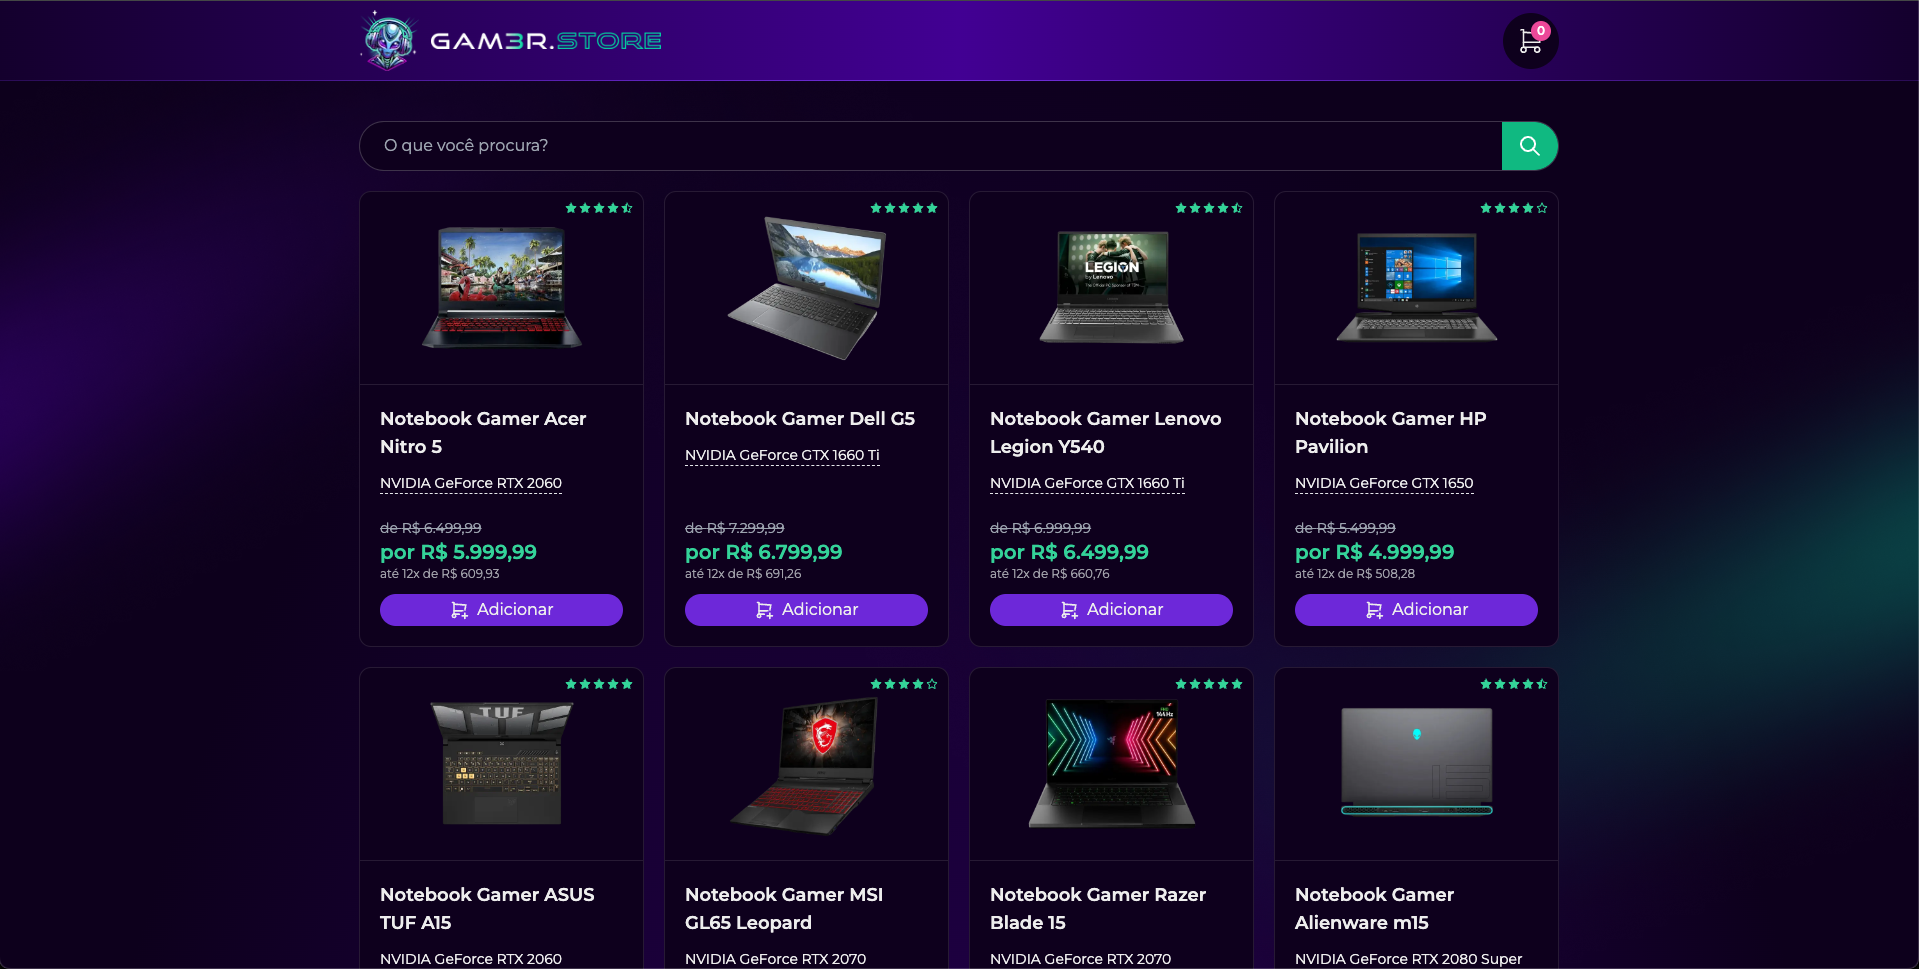 GAM3R.STORE
0
O que você procura?
LEGION
by Lenovo
Notebook Gamer Acer
Nitro 5
NVIDIA GeForce RTX 2060
de R$ 6.499,99
por R$ 5.999,99
até 12x de R$ 609,93
Adicionar
Notebook Gamer Dell G5
NVIDIA GeForce GTX 1660 Ti
de R$ 7.299,99
por R$ 6.799,99
até 12x de R$ 691,26
Adicionar
Notebook Gamer Lenovo
Legion Y540
NVIDIA GeForce GTX 1660 Ti
de R$ 6.999,99
por R$ 6.499,99
até 12x de R$ 660,76
Adicionar
Notebook Gamer HP
Pavilion
NVIDIA GeForce GTX 1650
de R$ 5.499,99
por R$ 4.999,99
até 12x de R$ 508,28
Adicionar
TUF
144Hz
Notebook Gamer ASUS
TUF A15
NVIDIA GeForce RTX 2060
Notebook Gamer MSI
GL65 Leopard
NVIDIA GeForce RTX 2070
Notebook Gamer Razer
Blade 15
NVIDIA GeForce RTX 2070
Notebook Gamer
Alienware m15
NVIDIA GeForce RTX 2080 Super